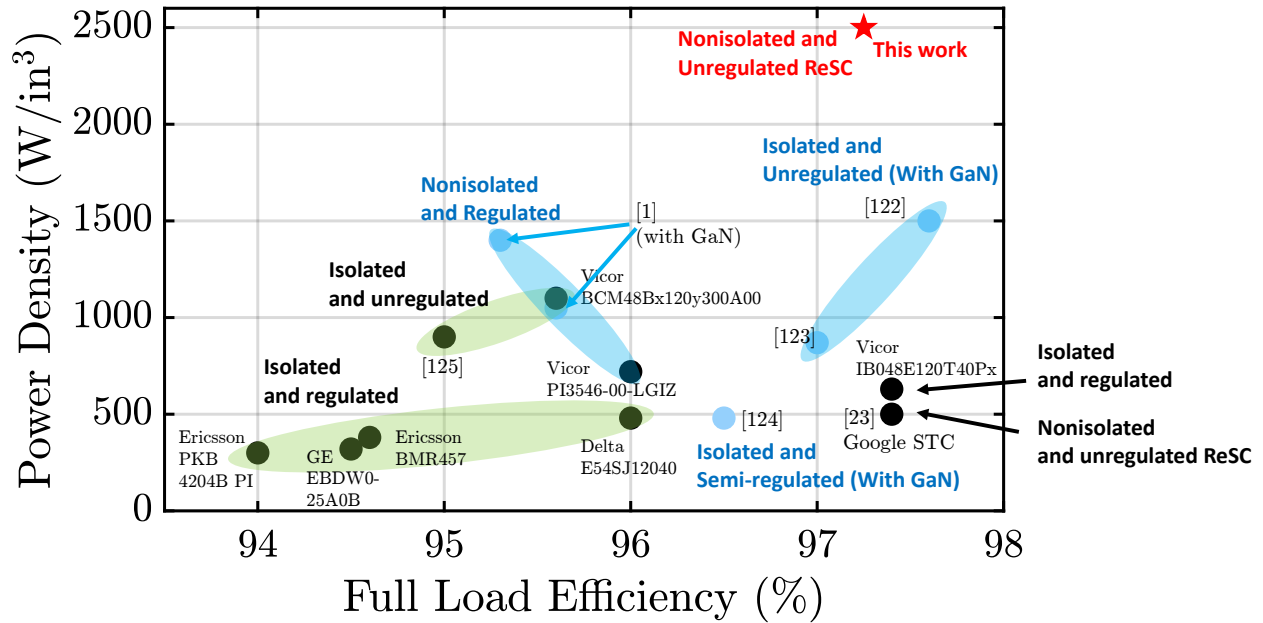 2500
2000
1500
1000
500
0
Power Density (W/in³)
94
95
96
97
98
Full Load Efficiency (%)
Nonisolated and
Unregulated ReSC
This work
Isolated and
Unregulated (With GaN)
[122]
Nonisolated
and Regulated
[1]
(with GaN)
Isolated
and unregulated
Vicor
BCM48Bx120y300A00
[125]
[123]
Isolated
and regulated
Vicor
PI3546-00-LGIZ
Vicor
IB048E120T40Px
Isolated
and regulated
[23]
Google STC
Nonisolated
and unregulated ReSC
[124]
Isolated and
Semi-regulated (With GaN)
Ericsson
PKB
4204B PI
GE
EBDW0-
25A0B
Ericsson
BMR457
Delta
E54SJ12040